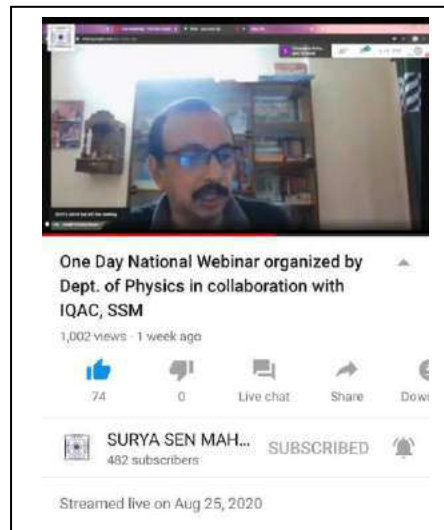 One Day National Webinar organized by
Dept. of Physics in collaboration with
IQAC, SSM
1,002 views · 1 week ago
74
0
Live chat
Share
Down
SURYA SEN MAH...
482 subscribers
SUBSCRIBED
Streamed live on Aug 25, 2020